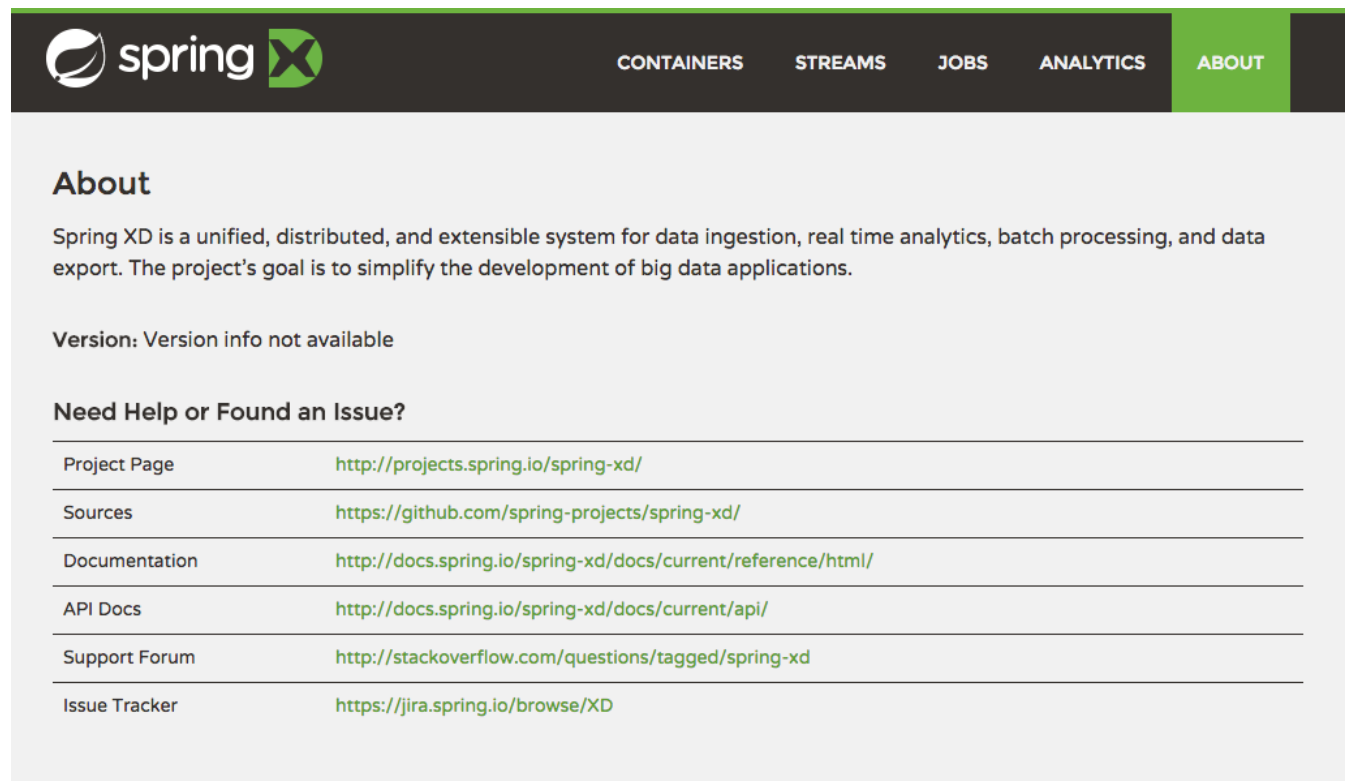 spring XD
CONTAINERS STREAMS JOBS ANALYTICS ABOUT
About
Spring XD is a unified, distributed, and extensible system for data ingestion, real time analytics, batch processing, and data
export. The project's goal is to simplify the development of big data applications.
Version: Version info not available
Need Help or Found an Issue?
Project Page http://projects.spring.io/spring-xd/
Sources https://github.com/spring-projects/spring-xd/
Documentation http://docs.spring.io/spring-xd/docs/current/reference/html/
API Docs http://docs.spring.io/spring-xd/docs/current/api/
Support Forum http://stackoverflow.com/questions/tagged/spring-xd
Issue Tracker https://jira.spring.io/browse/XD